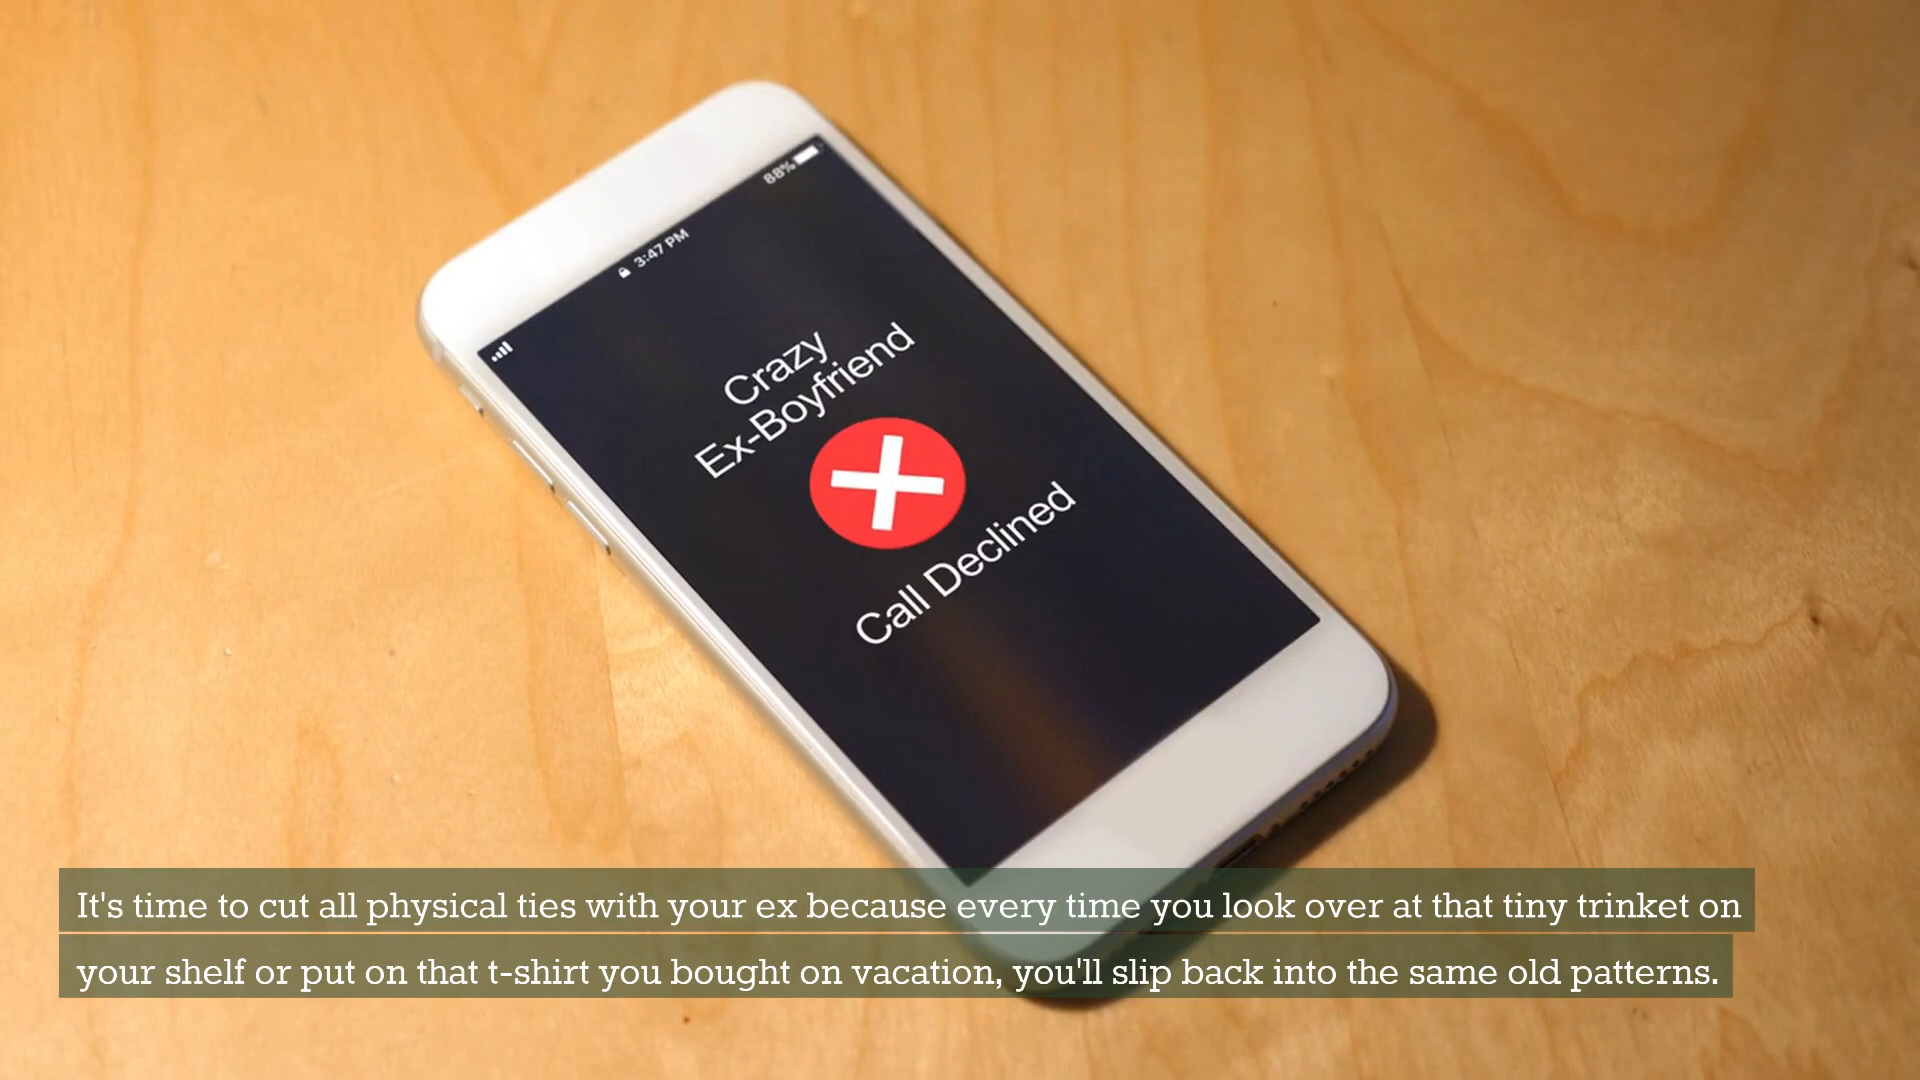 88%
3:47 PM
Crazy
Ex-Boyfriend
Call Declined
It's time to cut all physical ties with your ex because every time you look over at that tiny trinket on
your shelf or put on that t-shirt you bought on vacation, you'll slip back into the same old patterns.